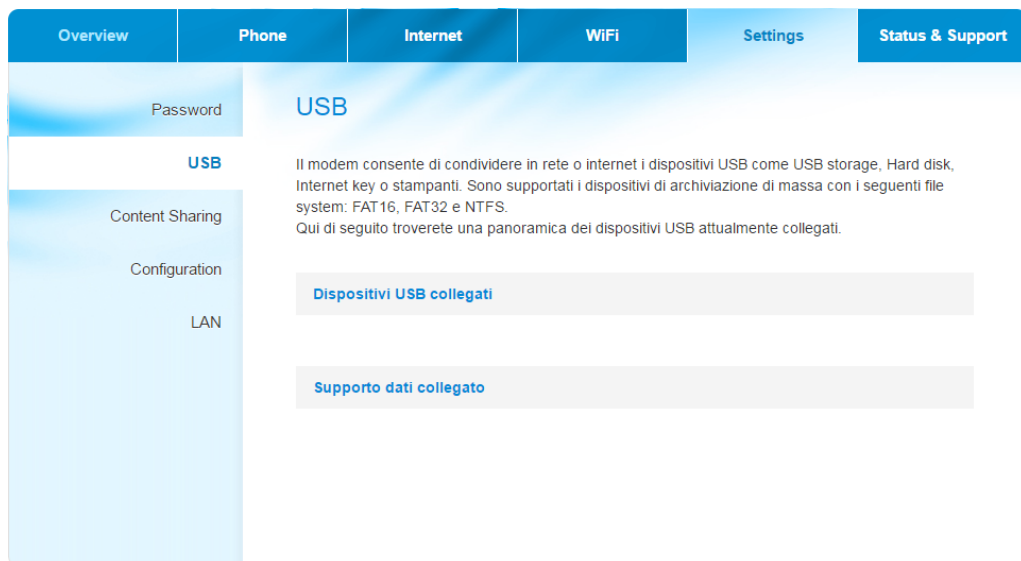 Overview Phone Internet WiFi Settings Status & Support
Password
USB
Content Sharing
Configuration
LAN
USB
Il modem consente di condividere in rete o internet i dispositivi USB come USB storage, Hard disk,
Internet key o stampanti. Sono supportati i dispositivi di archiviazione di massa con i seguenti file
system: FAT16, FAT32 e NTFS.
Qui di seguito troverete una panoramica dei dispositivi USB attualmente collegati.
Dispositivi USB collegati
Supporto dati collegato